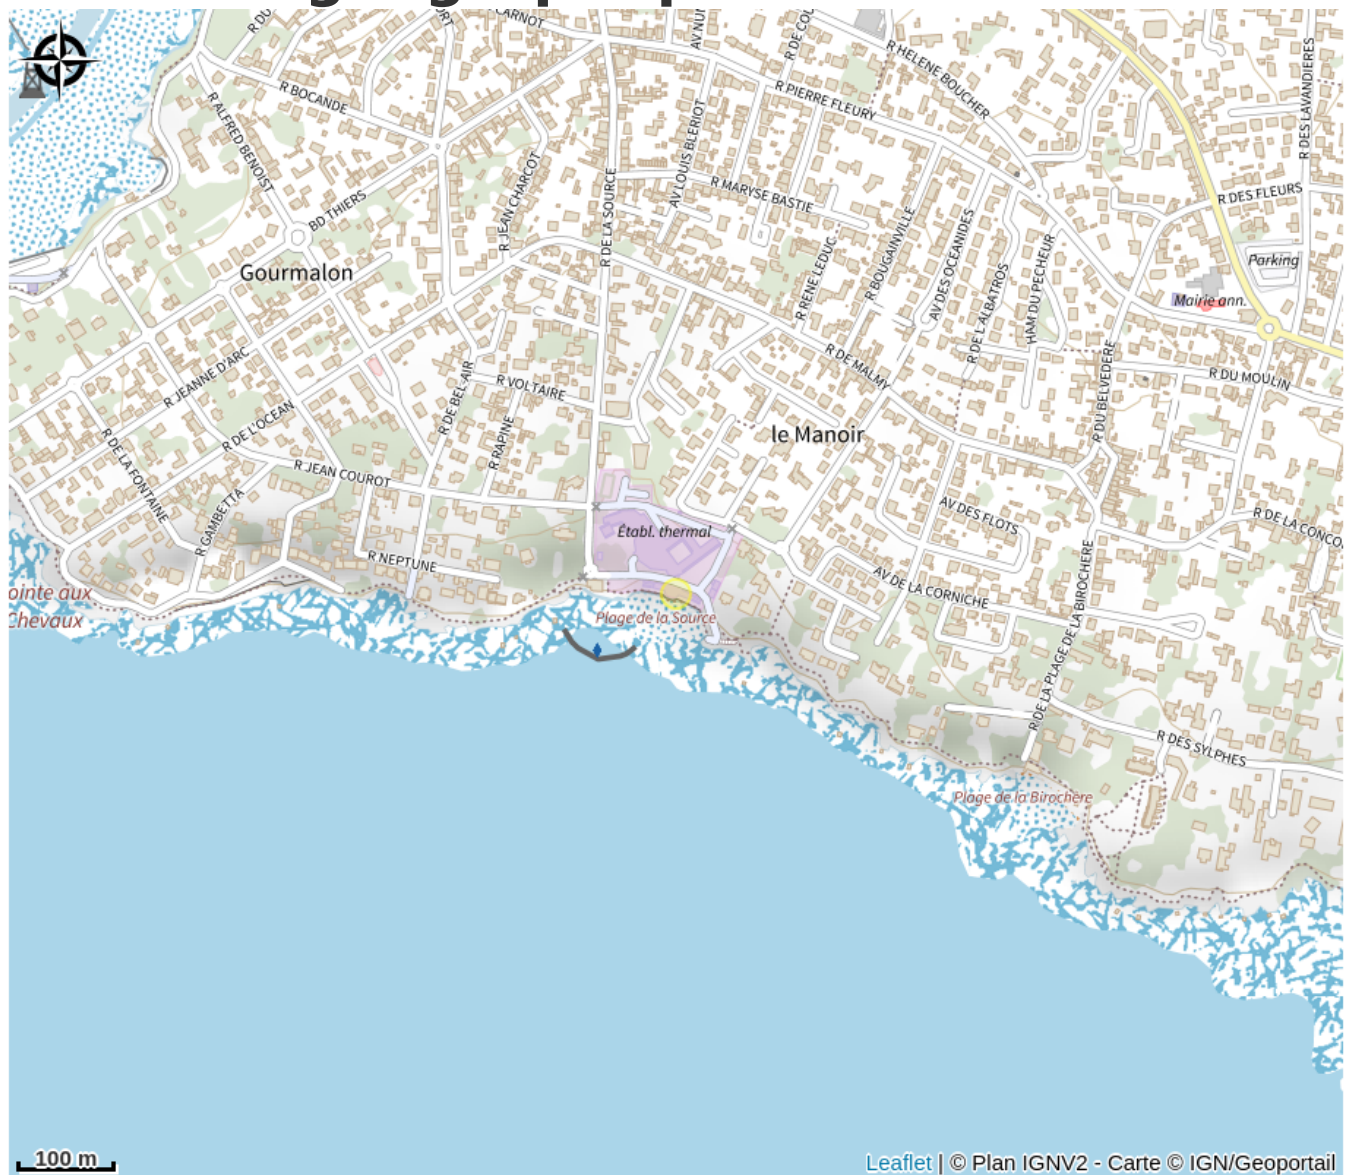 R DU
CARNOT
R HELENE BOUCHER
R BOCANDE
R PIERRE FLEURY
R ALFRED BENOIST
AV LOUIS BLERIOT
R DES LAVANDIERES
R JEAN CHARCOT
BD THIERS
R DE LA SOURCE
R MARYSE BASTIE
R DES FLEURS
Gourmalon
R RENE LEDUC
R BOUGAINVILLE
AV DES OCEANIDES
R DE L'ALBATROS
HAM DU PECHEUR
Parking
Mairie ann.
R JEANNE D'ARC
R DE BEL-AIR
R VOLTAIRE
R DE MALMY
R DU BELVEDERE
R DU MOULIN
R DE L'OCEAN
R RAPINE
le Manoir
R DE LA FONTAINE
R JEAN COUROT
R GAMBETTA
Établ. thermal
AV DES FLOTS
R DE LA CONCO
R NEPTUNE
AV DE LA CORNICHE
R DE LA PLAGE DE LA BIROCHERE
ointe aux
Chevaux
Plage de la Source
R DES SYLPHES
Plage de la Birochère
100 m
Leaflet | © Plan IGNV2 - Carte © IGN/Geoportail